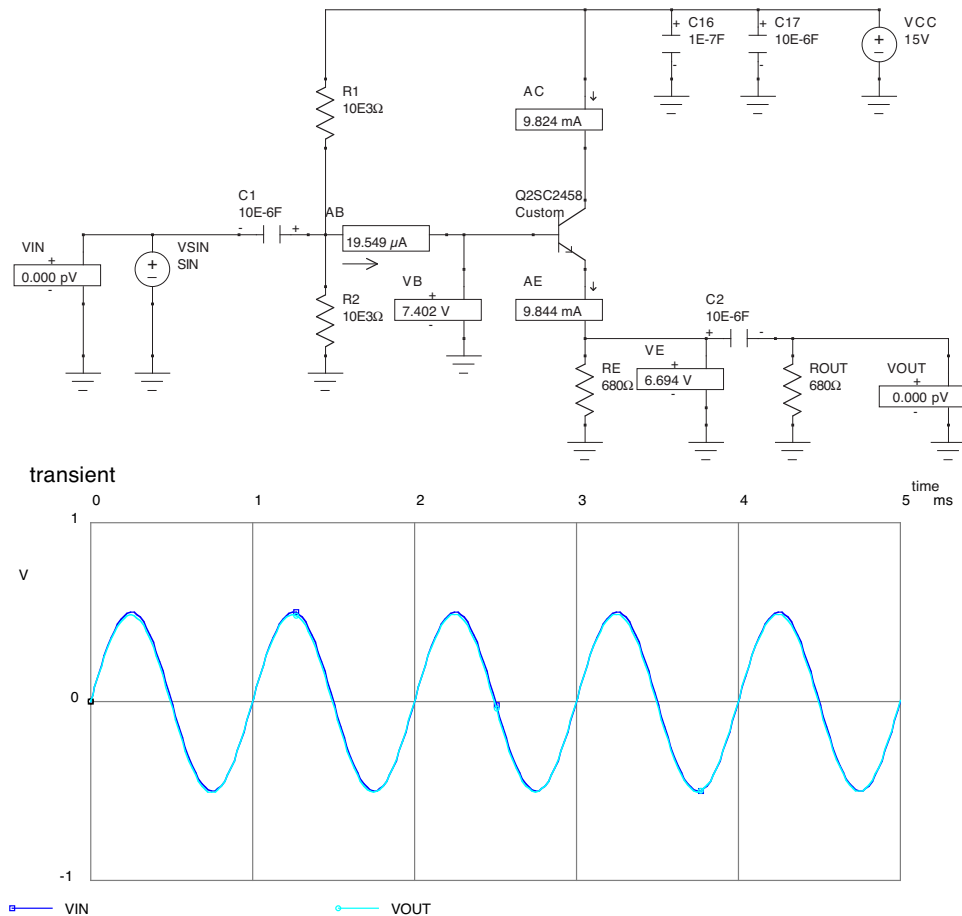 + C16
1E-7F
-
+ C17
10E-6F
-
VCC
15V
+
-
R1
10E3Ω
AC
9.824 mA
C1
10E-6F
-
+
AB
19.549 µA
Q2SC2458
Custom
VIN
+
0.000 pV
-
VSIN
SIN
+
-
R2
10E3Ω
VB
+
7.402 V
-
AE
9.844 mA
C2
10E-6F
+
-
RE
680Ω
VE
+
6.694 V
-
ROUT
680Ω
VOUT
+
0.000 pV
-
transient
time
ms
0 1 2 3 4 5
1
V
0
-1
VIN
VOUT